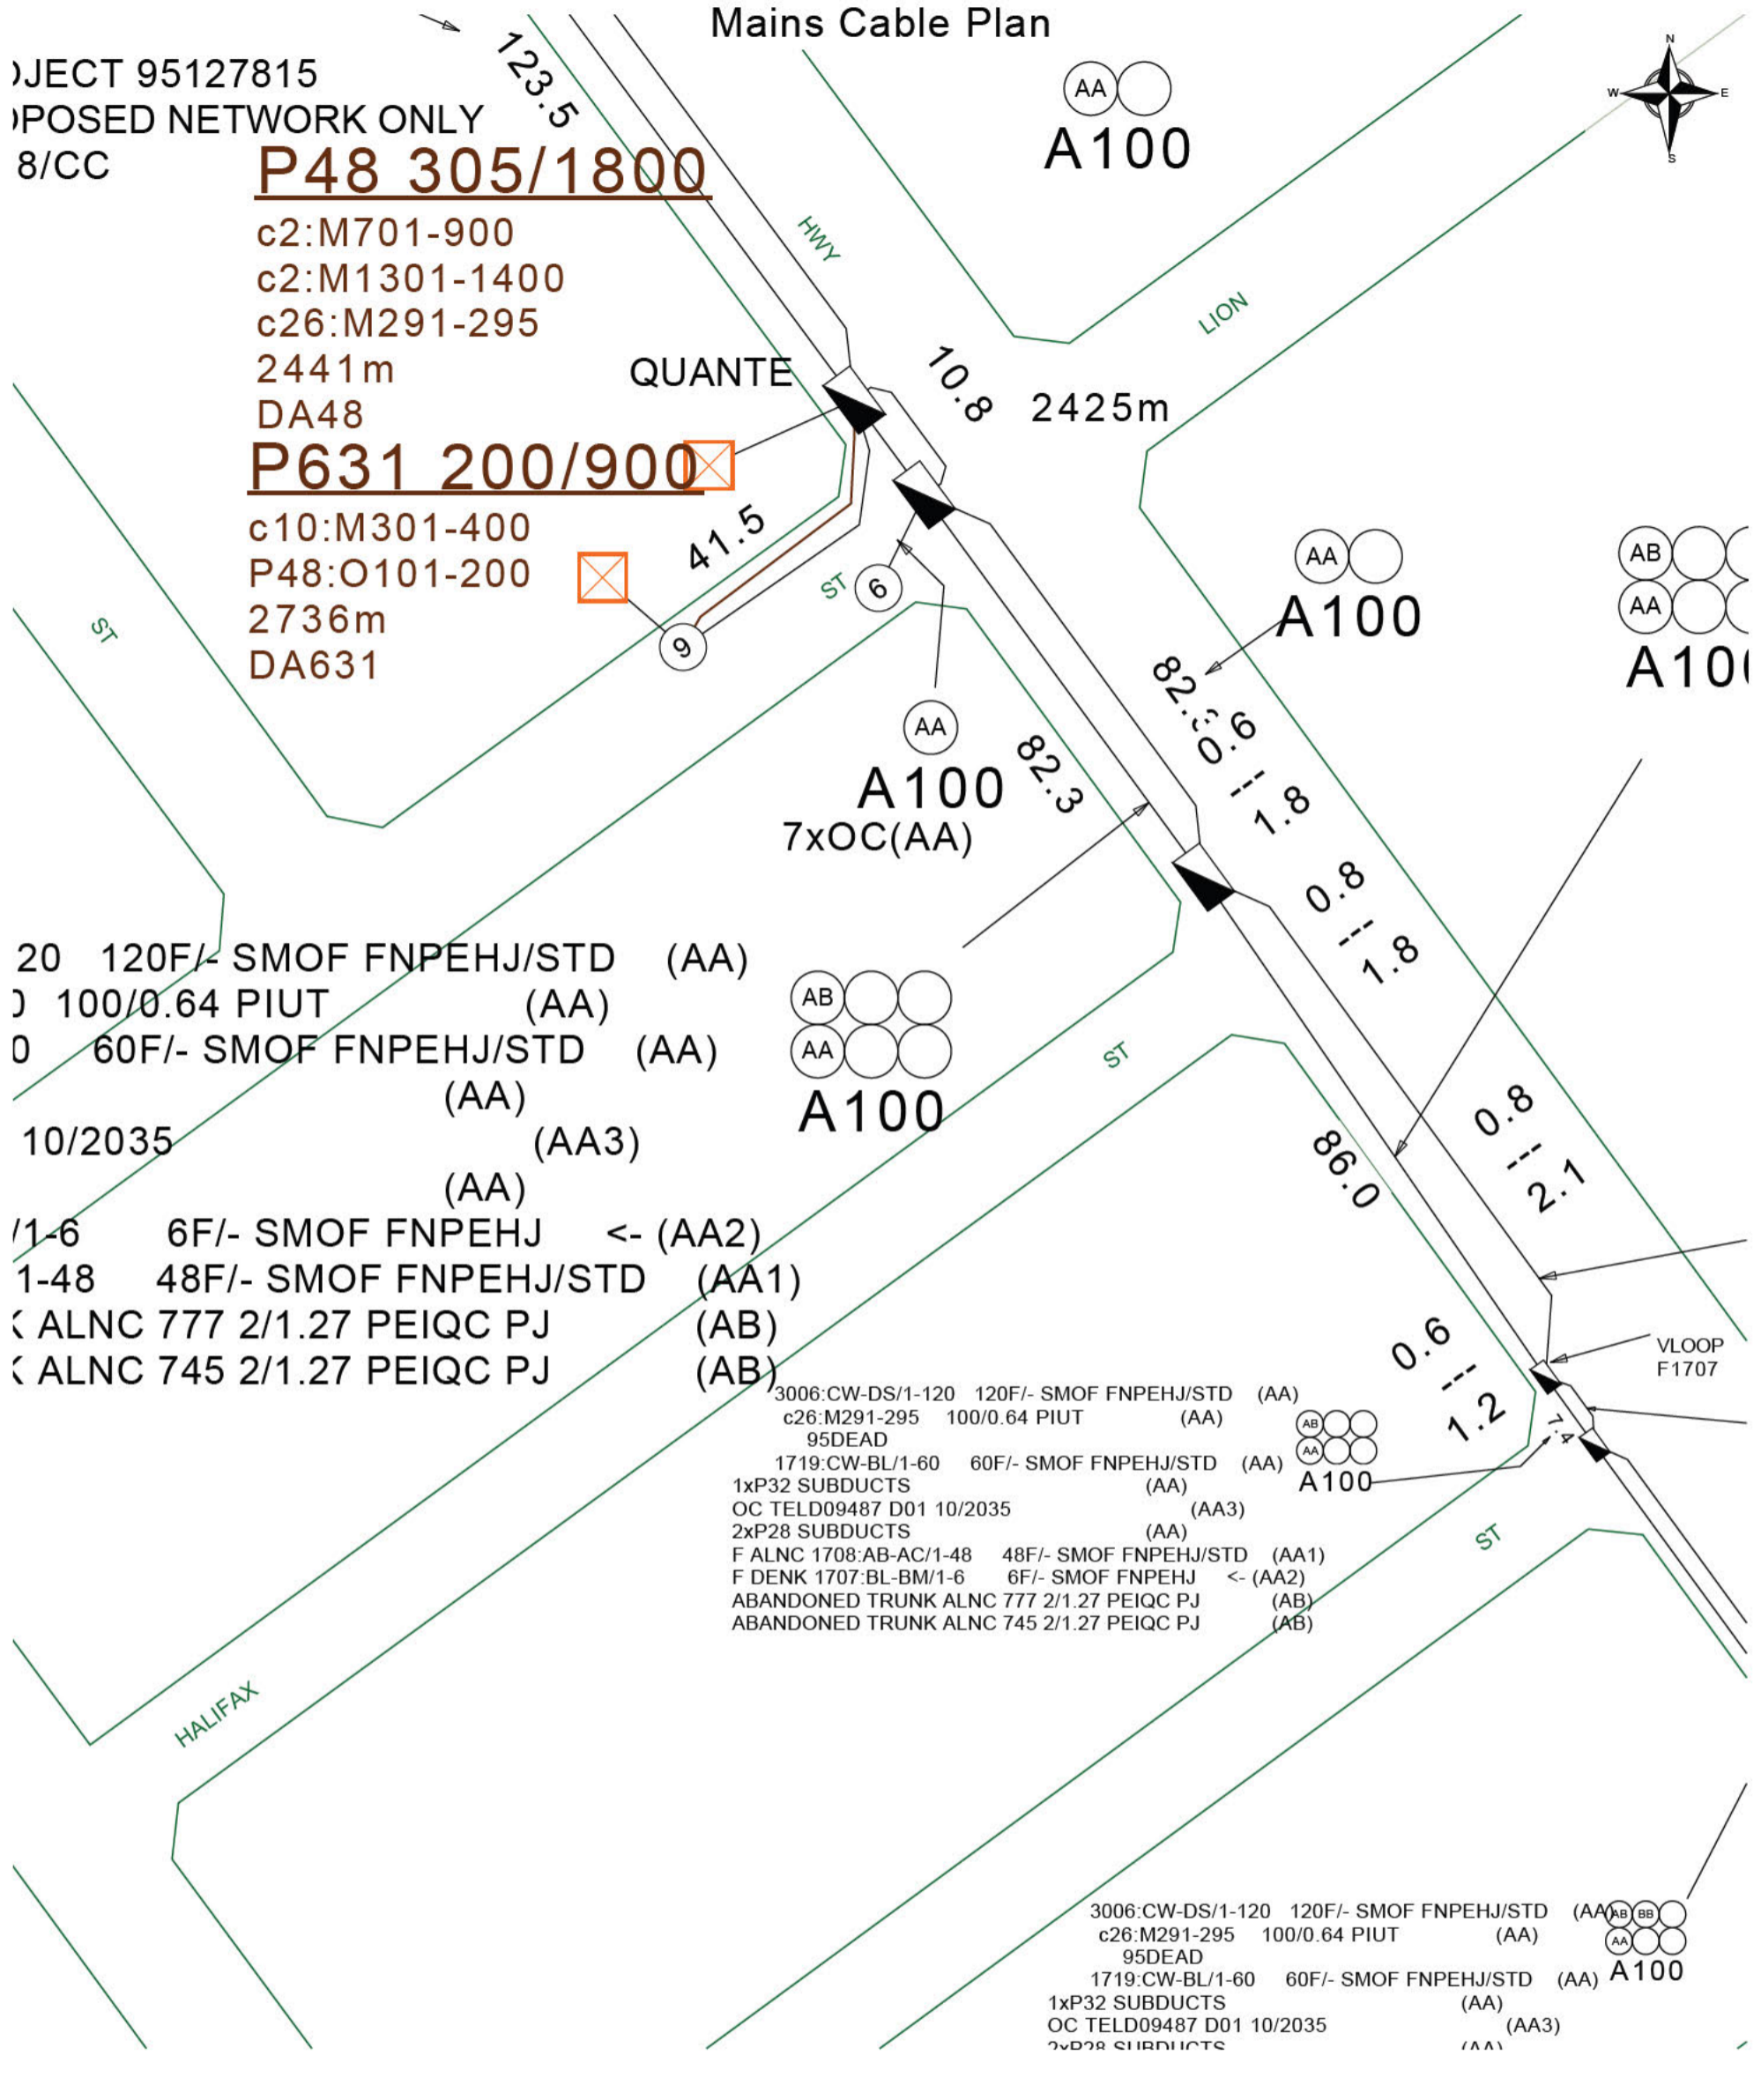 Mains Cable Plan
OJECT 95127815
OPOSED NETWORK ONLY
8/CC
123.5
AA
A100
N
W
E
S
P48 305/1800
c2:M701-900
c2:M1301-1400
c26:M291-295
2441m
DA48
HWY
LION
QUANTE
10.8
2425m
P631 200/900
c10:M301-400
P48:O101-200
2736m
DA631
41.5
ST
6
9
ST
AA
A100
AB
AA
A100
82.3
0.6
---
1.8
AA
A100
7xOC(AA)
82.3
0.8
---
1.8
20 120F/- SMOF FNPEHJ/STD (AA)
0 100/0.64 PIUT (AA)
0 60F/- SMOF FNPEHJ/STD (AA)
(AA)
10/2035 (AA3)
(AA)
/1-6 6F/- SMOF FNPEHJ <- (AA2)
1-48 48F/- SMOF FNPEHJ/STD (AA1)
K ALNC 777 2/1.27 PEIQC PJ (AB)
K ALNC 745 2/1.27 PEIQC PJ (AB)
AB
AA
A100
ST
86.0
0.8
---
2.1
VLOOP
F1707
0.6
---
1.2
7.4
3006:CW-DS/1-120 120F/- SMOF FNPEHJ/STD (AA)
c26:M291-295 100/0.64 PIUT (AA)
95DEAD
1719:CW-BL/1-60 60F/- SMOF FNPEHJ/STD (AA)
1xP32 SUBDUCTS (AA)
OC TELD09487 D01 10/2035 (AA3)
2xP28 SUBDUCTS (AA)
F ALNC 1708:AB-AC/1-48 48F/- SMOF FNPEHJ/STD (AA1)
F DENK 1707:BL-BM/1-6 6F/- SMOF FNPEHJ <- (AA2)
ABANDONED TRUNK ALNC 777 2/1.27 PEIQC PJ (AB)
ABANDONED TRUNK ALNC 745 2/1.27 PEIQC PJ (AB)
AB
AA
A100
ST
HALIFAX
3006:CW-DS/1-120 120F/- SMOF FNPEHJ/STD (AA)
c26:M291-295 100/0.64 PIUT (AA)
95DEAD
1719:CW-BL/1-60 60F/- SMOF FNPEHJ/STD (AA)
1xP32 SUBDUCTS (AA)
OC TELD09487 D01 10/2035 (AA3)
2xP28 SUBDUCTS (AA)
AB BB
AA
A100